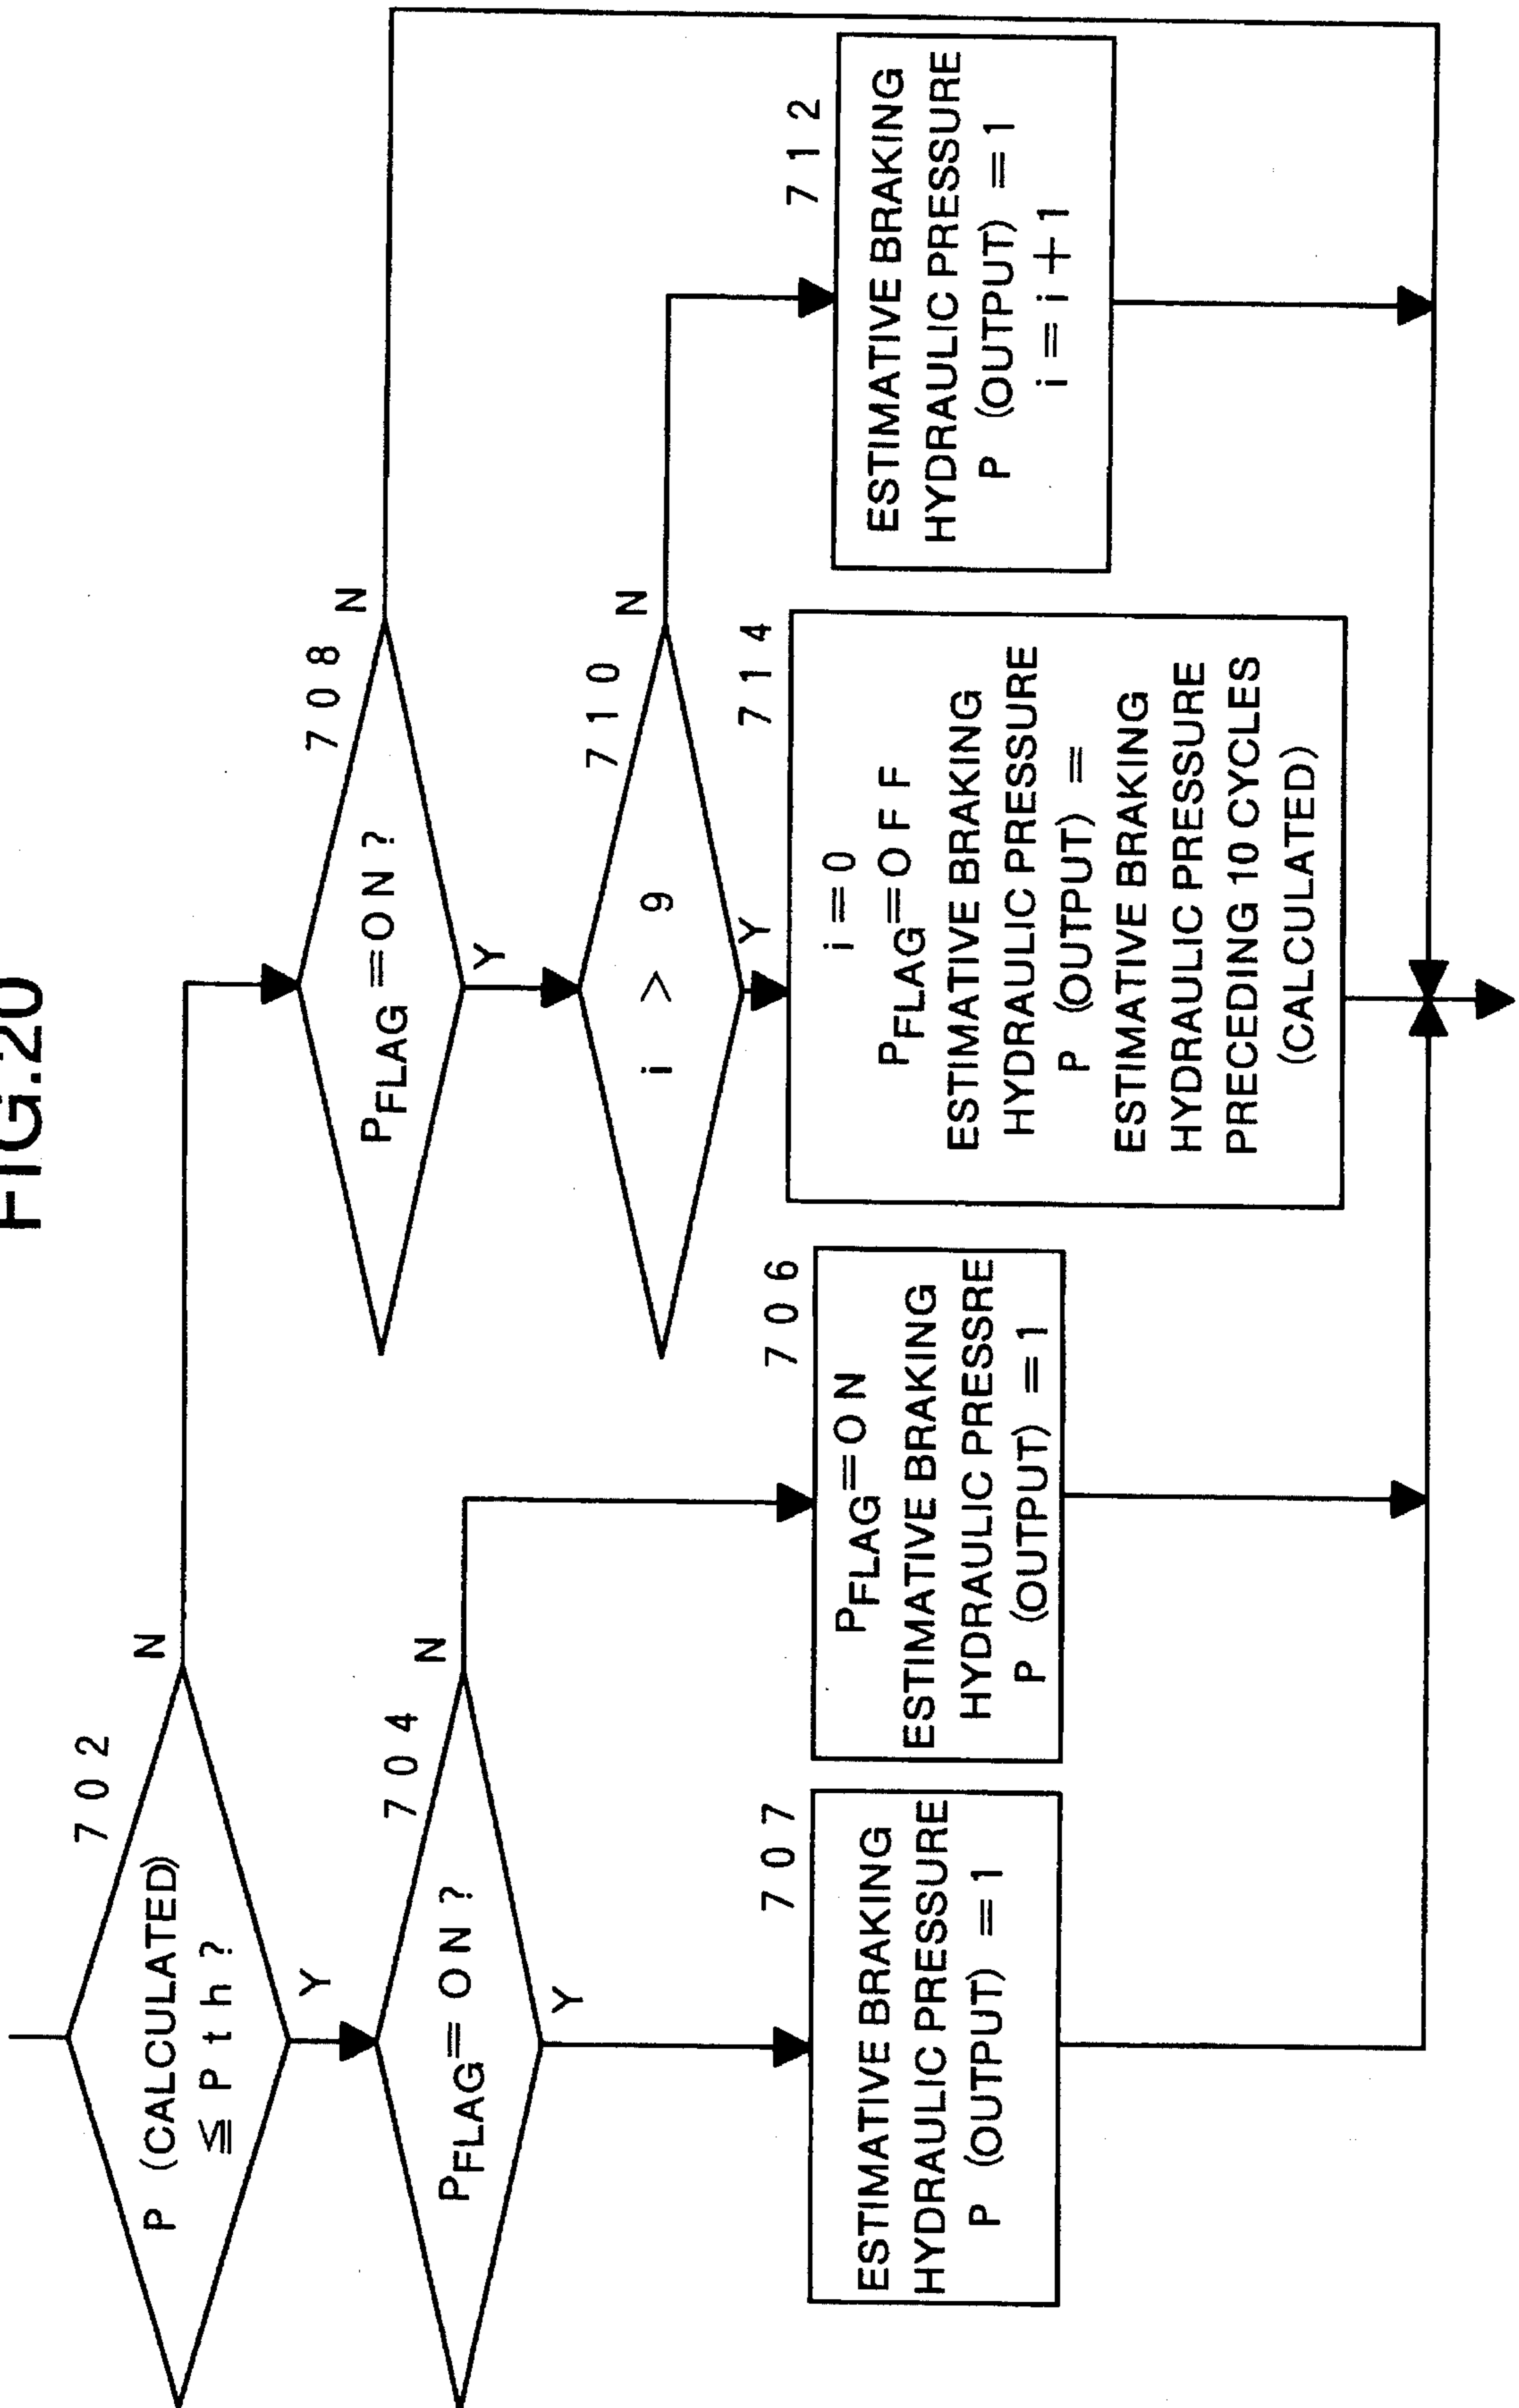 FIG.20
702
P (CALCULATED)
≦ P t h ?
N
Y
704
PFLAG=ON?
N
Y
707
ESTIMATIVE BRAKING
HYDRAULIC PRESSURE
P (OUTPUT) =1
706
PFLAG=ON
ESTIMATIVE BRAKING
HYDRAULIC PRESSRE
P (OUTPUT) =1
708
PFLAG=ON?
N
Y
710
i > 9
N
Y
714
i=0
PFLAG=OFF
ESTIMATIVE BRAKING
HYDRAULIC PRESSURE
P (OUTPUT) =
ESTIMATIVE BRAKING
HYDRAULIC PRESSURE
PRECEDING 10 CYCLES
(CALCULATED)
712
ESTIMATIVE BRAKING
HYDRAULIC PRESSURE
P (OUTPUT) =1
i=i+1